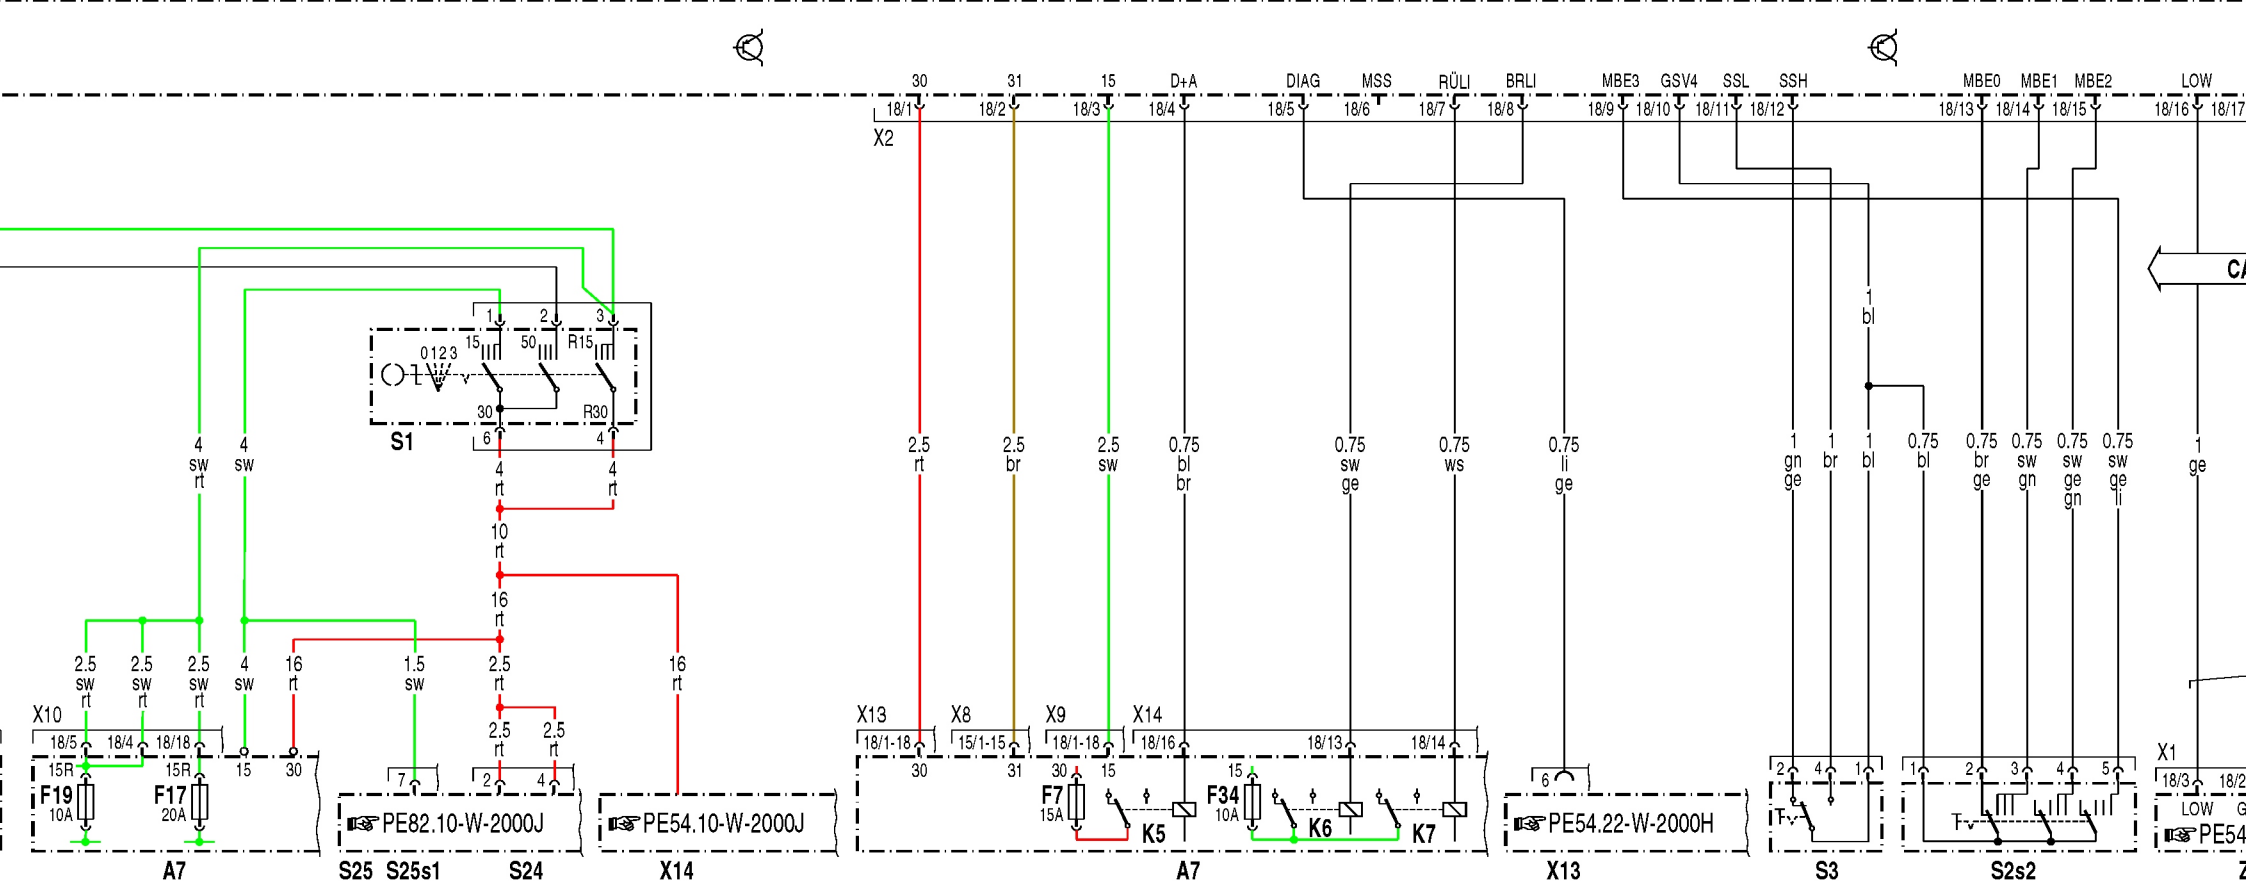 30 31 15 D+A DIAG MSS RÜLI BRLI MBE3 GSV4 SSL SSH MBE0 MBE1 MBE2 LOW
18/1 18/2 18/3 18/4 18/5 18/6 18/7 18/8 18/9 18/10 18/11 18/12 18/13 18/14 18/15 18/16 18/17
X2
CA
1
bl
1 2 3
15 50 R15
0 1 2 3
30 R30
S1 6 4
4 4 4 4 2.5 2.5 2.5 0.75 0.75 0.75 0.75 1 1 1 0.75 0.75 0.75 0.75 0.75 1
sw sw rt rt rt br sw bl sw ws li gn br bl bl br sw sw sw ge
rt br ge ge ge ge gn ge ge
gn li
10
rt
16
rt
2.5 2.5 2.5 4 16 1.5 2.5 16
sw sw sw sw rt sw rt rt
rt rt rt
2.5 2.5
rt rt
X10 X13 X8 X9 X14
18/5 18/4 18/18 18/1-18 15/1-15 18/1-18 18/16 18/13 18/14
X1
15R 15R 15 30 7 2 4 30 31 30 15 15 6 2 4 1 1 2 3 4 5 18/3 18/2
F19 F17 F7 F34
10A 20A 15A 10A
K5 K6 K7
LOW G
PE82.10-W-2000J PE54.10-W-2000J PE54.22-W-2000H PE54
A7 S25 S25s1 S24 X14 A7 X13 S3 S2s2